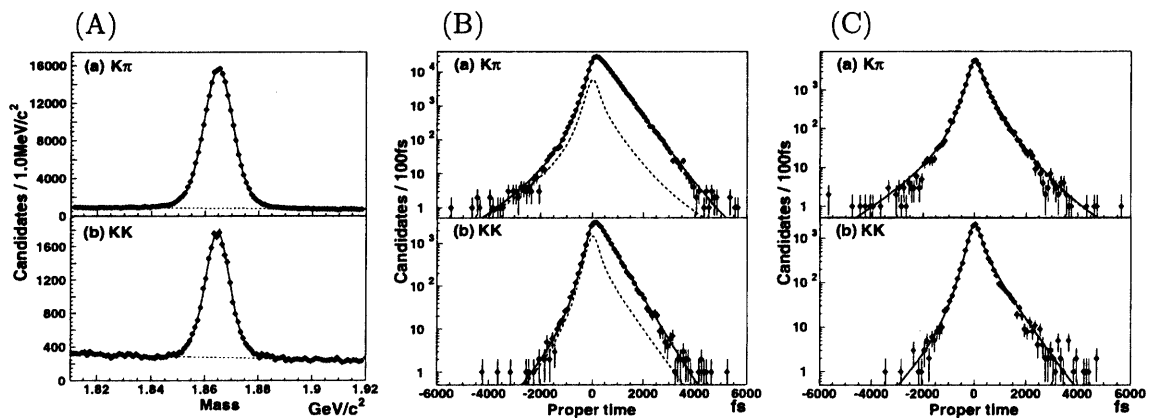 (A)
(a) Kπ
16000
12000
8000
4000
0
(b) KK
1600
1200
800
400
0
Candidates / 1.0MeV/c²
1.82
1.84
1.86
1.88
1.9
1.92
Mass
GeV/c²
(B)
(a) Kπ
10⁴
10³
10²
10
1
(b) KK
10³
10²
10
1
Candidates / 100fs
-6000
-4000
-2000
0
2000
4000
6000
Proper time
fs
(C)
(a) Kπ
10³
10²
10
1
(b) KK
10³
10²
10
1
Candidates / 100fs
-6000
-4000
-2000
0
2000
4000
6000
Proper time
fs